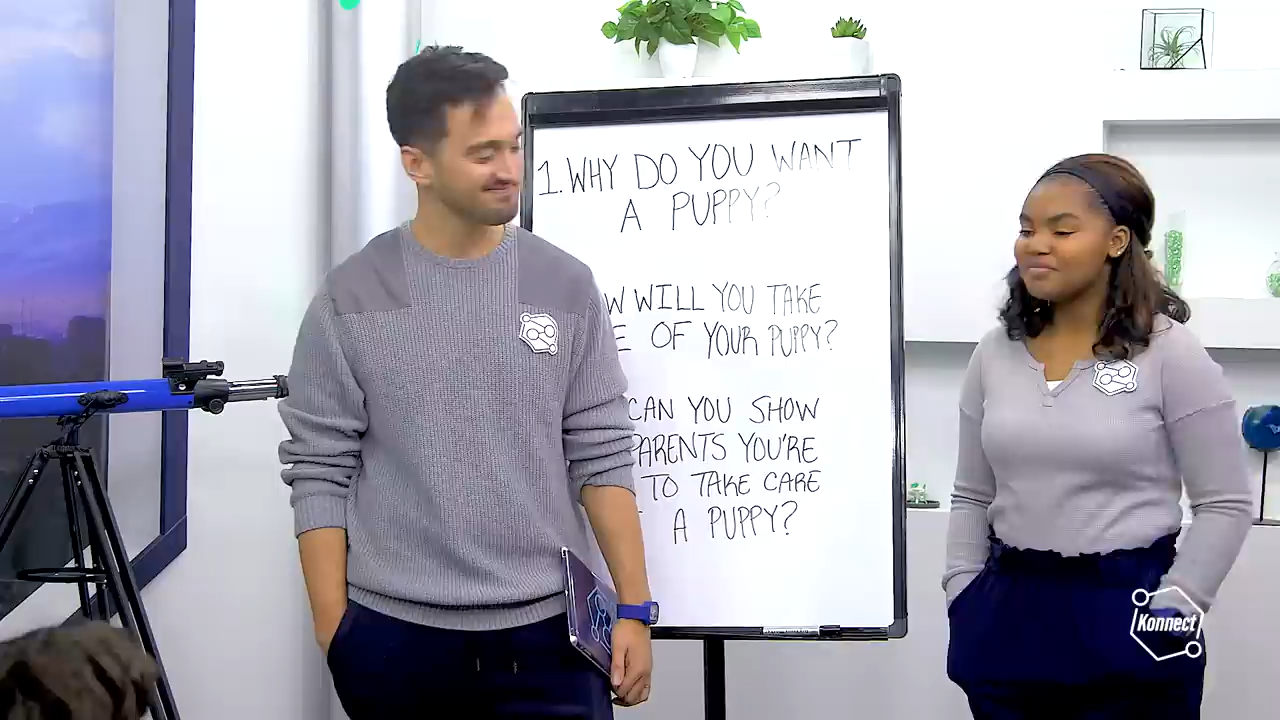 1. WHY DO YOU WANT
A PUPPY?
WILL YOU TAKE
OF YOUR PUPPY?
CAN YOU SHOW
PARENTS YOU'RE
TO TAKE CARE
A PUPPY?
Konnect